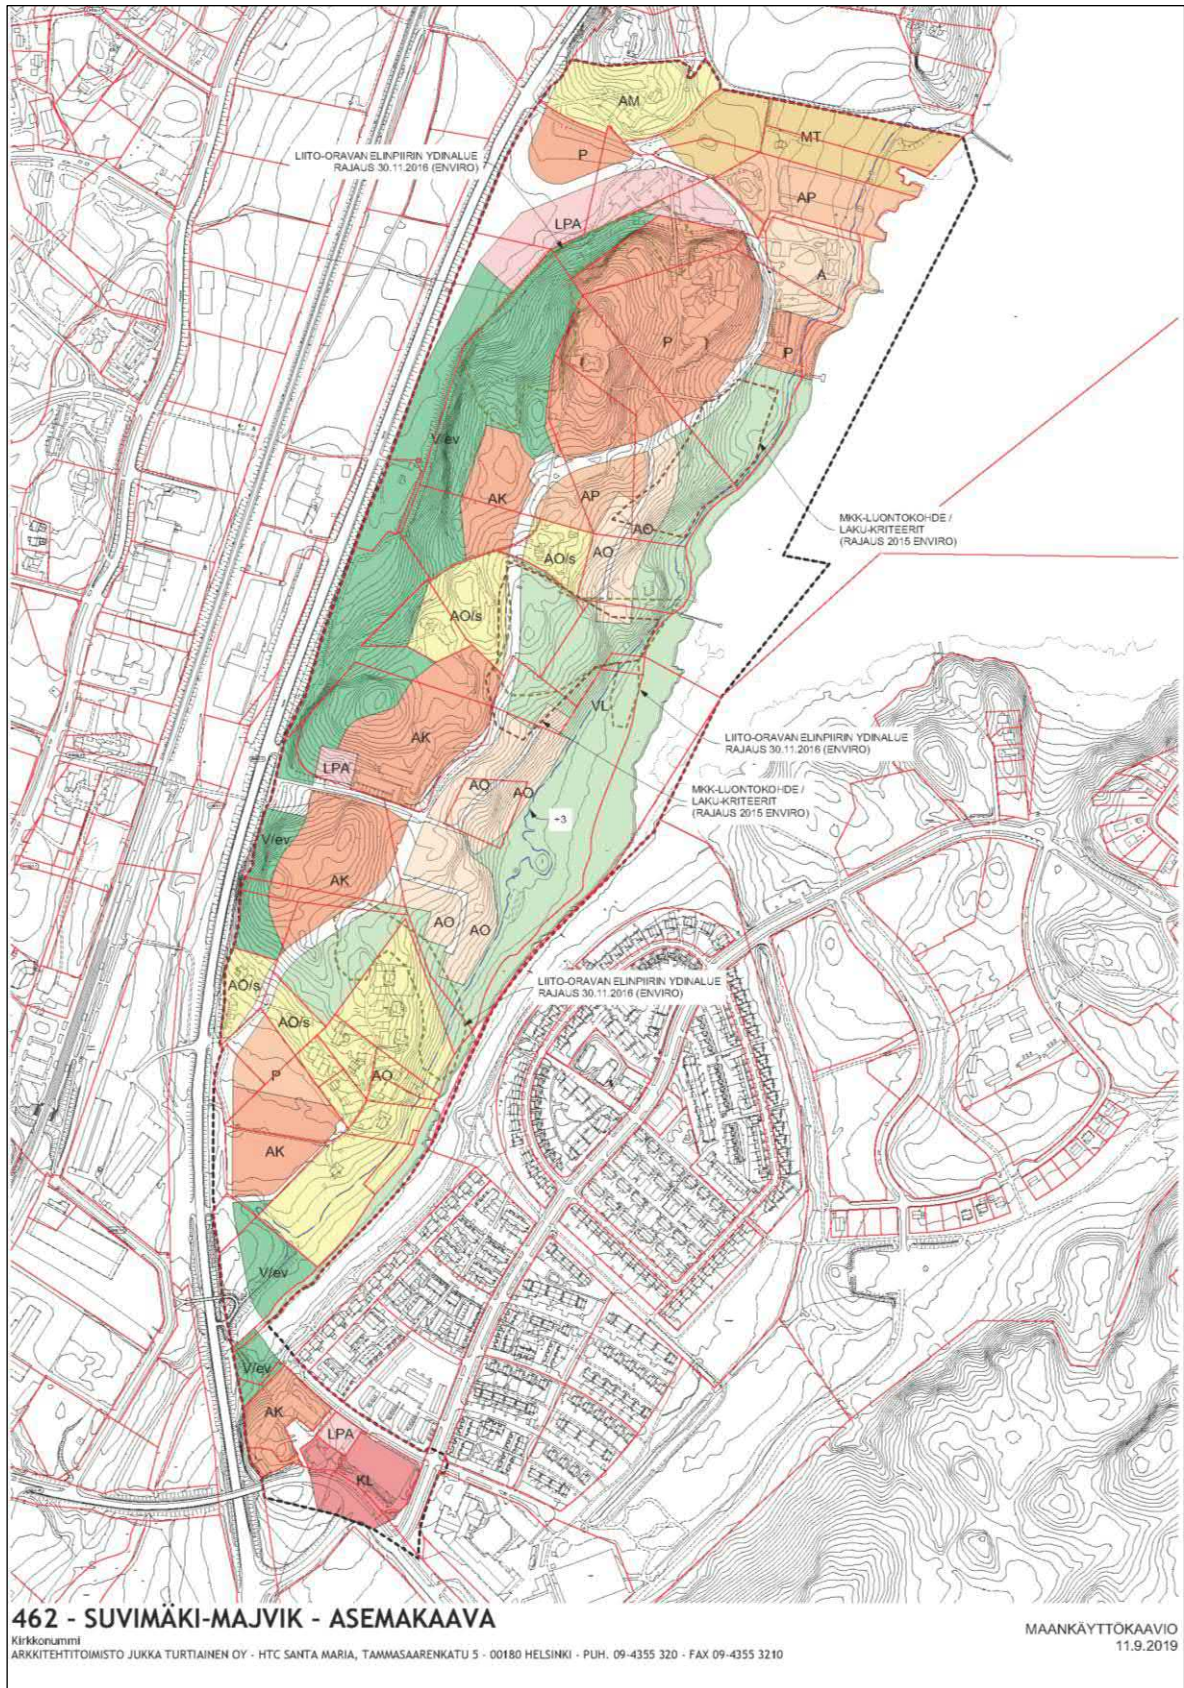 AM
MT
LIITO-ORAVAN ELINPIIRIN YDINALUE
RAJAUS 30.11.2016 (ENVIRO)
P
AP
LPA
A
P
P
V/ev
AK
AP
AO
MKK-LUONTOKOHDE /
LAKU-KRITEERIT
(RAJAUS 2015 ENVIRO)
AO/s
AO
AO/s
VL
LIITO-ORAVAN ELINPIIRIN YDINALUE
RAJAUS 30.11.2016 (ENVIRO)
AK
LPA
AO
AO
MKK-LUONTOKOHDE /
LAKU-KRITEERIT
(RAJAUS 2015 ENVIRO)
+3
V/ev
AK
AO
AO
LIITO-ORAVAN ELINPIIRIN YDINALUE
RAJAUS 30.11.2016 (ENVIRO)
AO/s
AO/s
P
AO
AK
V/ev
V/ev
AK
LPA
KL
462 - SUVIMÄKI-MAJVIK - ASEMAKAAVA
Kirkkonummi
ARKKITEHTITOIMISTO JUKKA TURTIAINEN OY - HTC SANTA MARIA, TAMMASAARENKATU 5 - 00180 HELSINKI - PUH. 09-4355 320 - FAX 09-4355 3210
MAANKÄYTTÖKAAVIO
11.9.2019